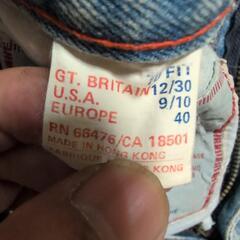 FIT
GT. BRITAIN 12/30
U.S.A. 9/10
EUROPE 40
RN 66476/CA 18501
MADE IN HONG KONG
FABRIQUE
HONG KONG